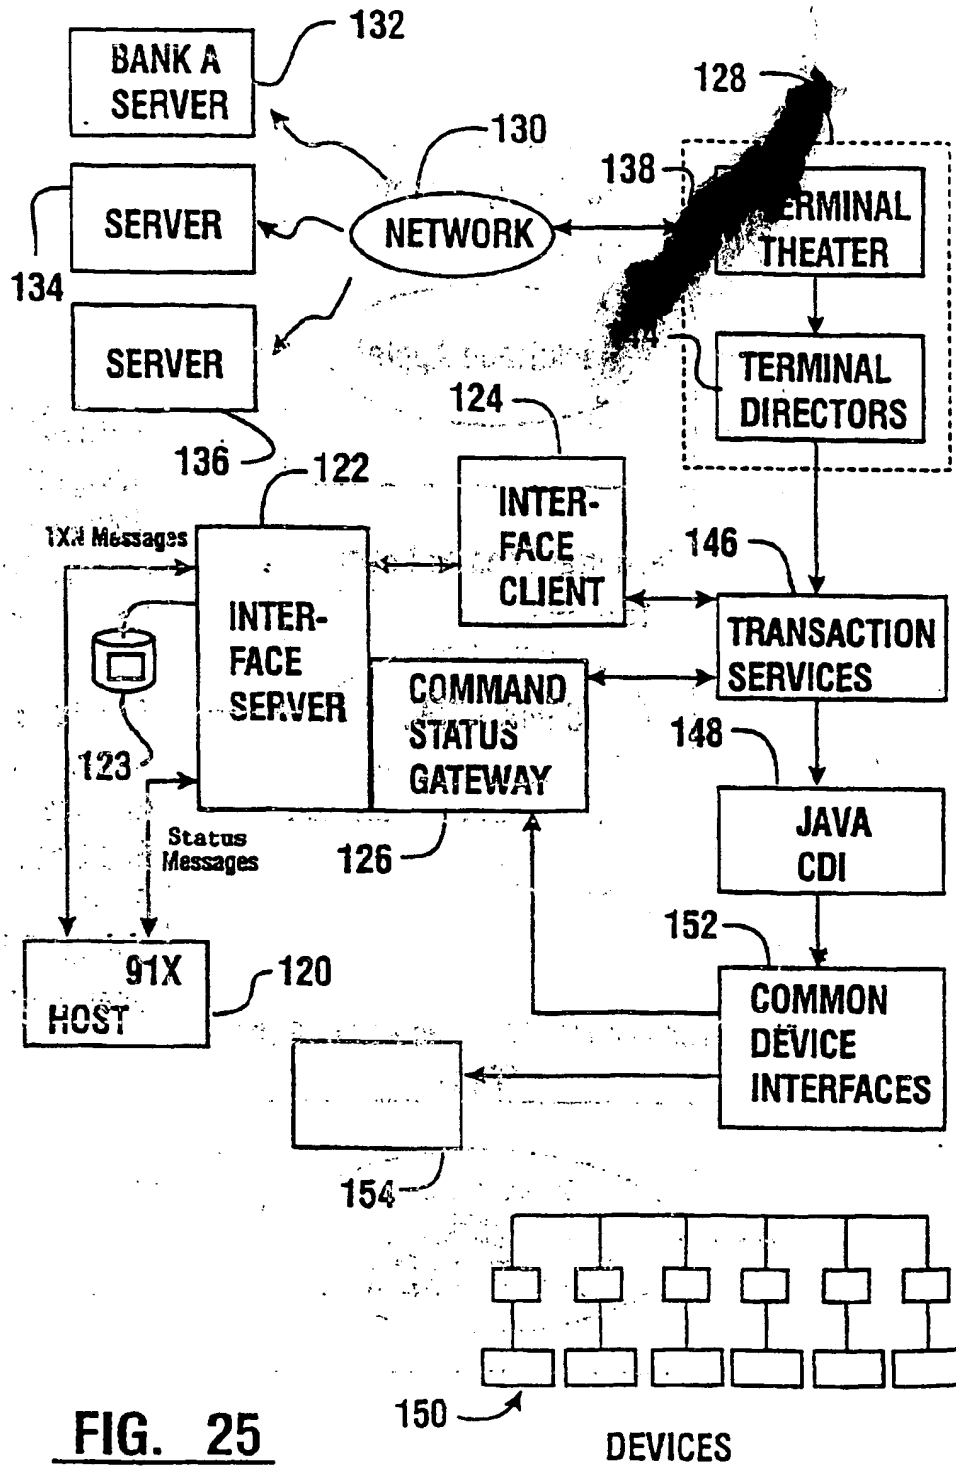 BANK A
SERVER
132
128
130
138
SERVER
NETWORK
THEATER
134
SERVER
TERMINAL
DIRECTORS
124
136
122
INTER-
FACE
CLIENT
TXN Messages
146
INTER-
FACE
SERVER
TRANSACTION
SERVICES
COMMAND
STATUS
GATEWAY
123
148
Status
Messages
126
JAVA
CDI
152
91X
HOST
120
COMMON
DEVICE
INTERFACES
154
150
DEVICES
FIG. 25